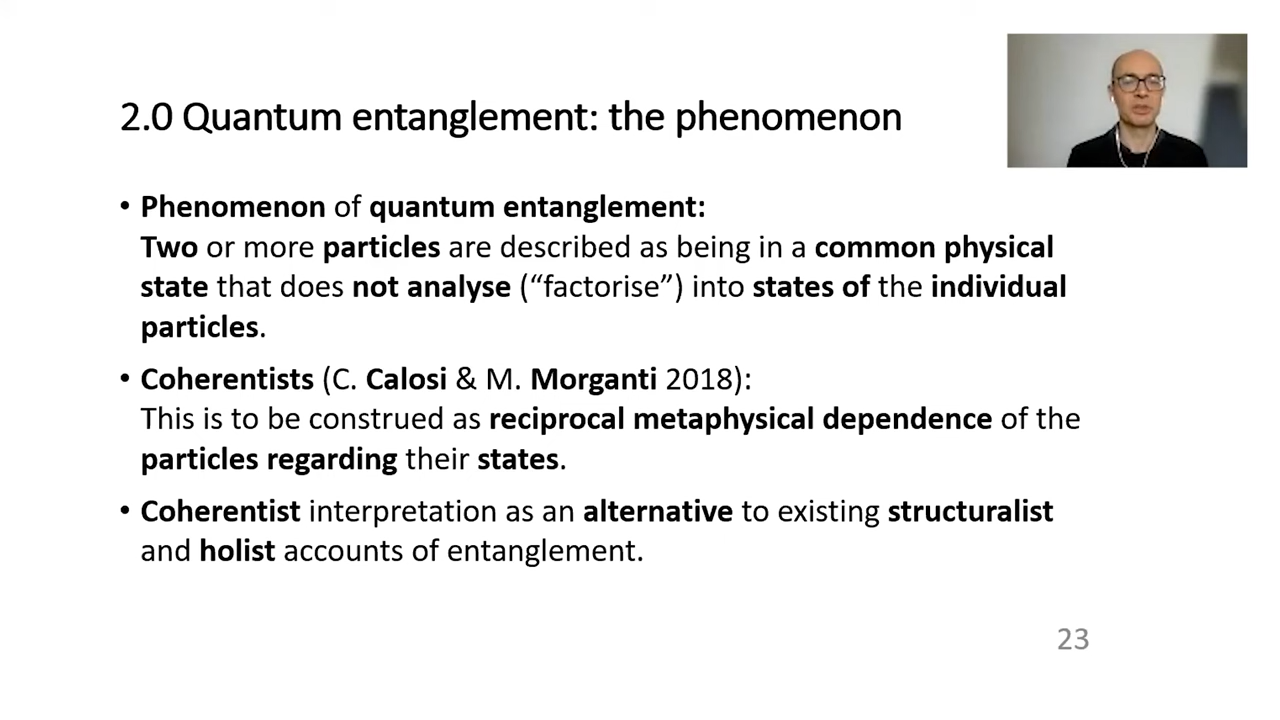 2.0 Quantum entanglement: the phenomenon
• Phenomenon of quantum entanglement:
Two or more particles are described as being in a common physical
state that does not analyse (“factorise”) into states of the individual
particles.
• Coherentists (C. Calosi & M. Morganti 2018):
This is to be construed as reciprocal metaphysical dependence of the
particles regarding their states.
• Coherentist interpretation as an alternative to existing structuralist
and holist accounts of entanglement.
23